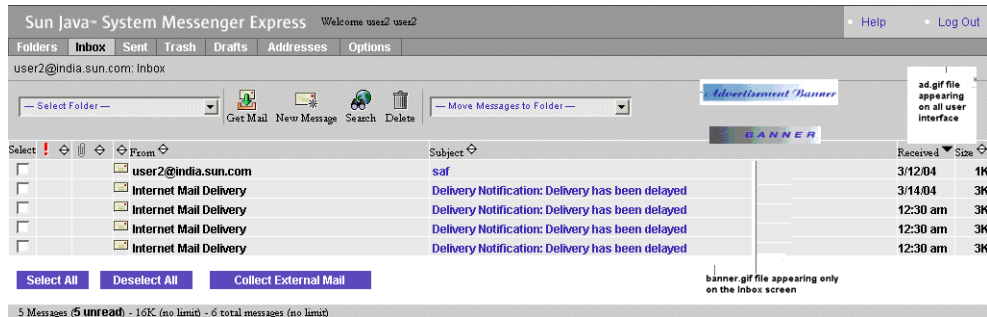 Sun Java™ System Messenger Express Welcome user2 user2 Help Log Out
Folders Inbox Sent Trash Drafts Addresses Options
user2@india.sun.com: Inbox
— Select Folder — Get Mail New Message Search Delete — Move Messages to Folder —
Advertisement Banner
BANNER
ad.gif file
appearing
on all user
interface
Select From Subject Received Size
user2@india.sun.com saf 3/12/04 1K
Internet Mail Delivery Delivery Notification: Delivery has been delayed 3/14/04 3K
Internet Mail Delivery Delivery Notification: Delivery has been delayed 12:30 am 3K
Internet Mail Delivery Delivery Notification: Delivery has been delayed 12:30 am 3K
Internet Mail Delivery Delivery Notification: Delivery has been delayed 12:30 am 3K
Select All Deselect All Collect External Mail
banner.gif file appearing only
on the Inbox screen
5 Messages (5 unread) - 16K (no limit) - 6 total messages (no limit)